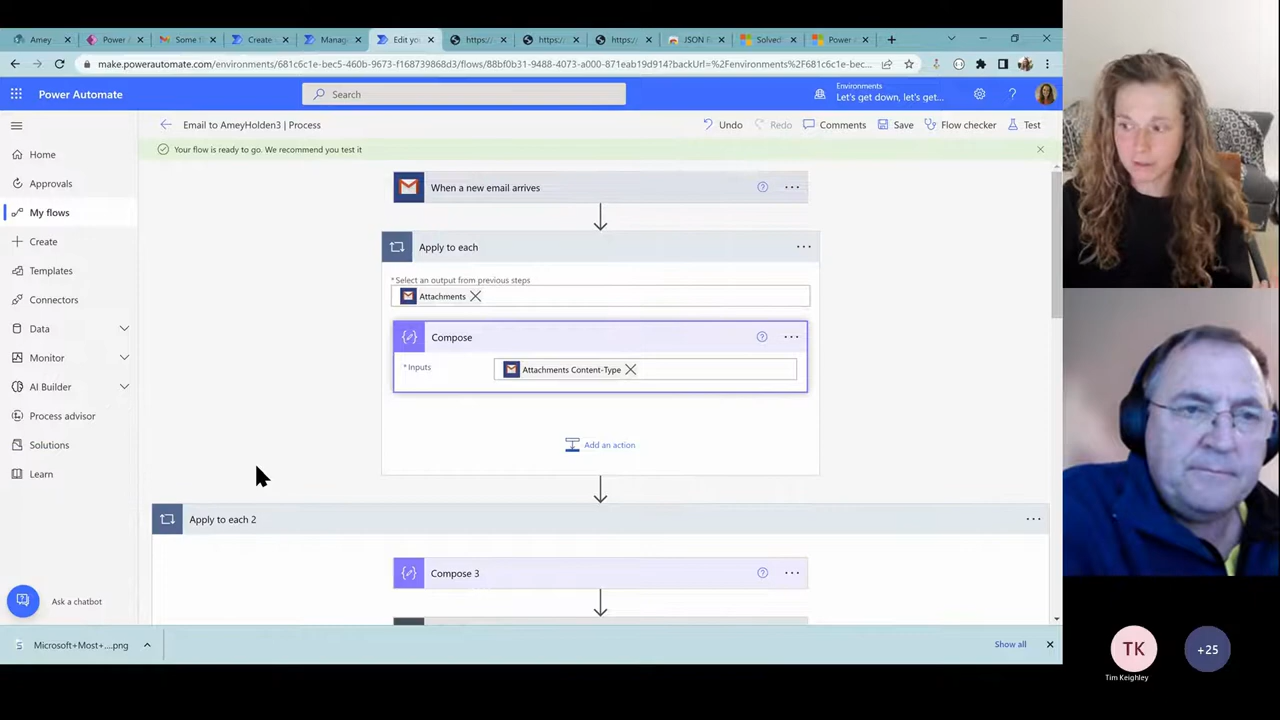 Amey
Power /
Some f
Create
Manag
Edit yo
https://
https://
https://
JSON F
Solved
Power
make.powerautomate.com/environments/681c6c1e-bec5-460b-9673-f168739868d3/flows/88bf0b31-9488-4073-a000-871eab19d914?backUrl=%2Fenvironments%2F681c6c1e-bec...
Power Automate
Search
Environments
Let's get down, let's get...
Email to AmeyHolden3 | Process
Undo
Redo
Comments
Save
Flow checker
Test
Your flow is ready to go. We recommend you test it
Home
Approvals
My flows
Create
Templates
Connectors
Data
Monitor
AI Builder
Process advisor
Solutions
Learn
Ask a chatbot
When a new email arrives
Apply to each
* Select an output from previous steps
Attachments
Compose
* Inputs
Attachments Content-Type
Add an action
Apply to each 2
Compose 3
Microsoft+Most+....png
Show all
TK
Tim Keighley
+25